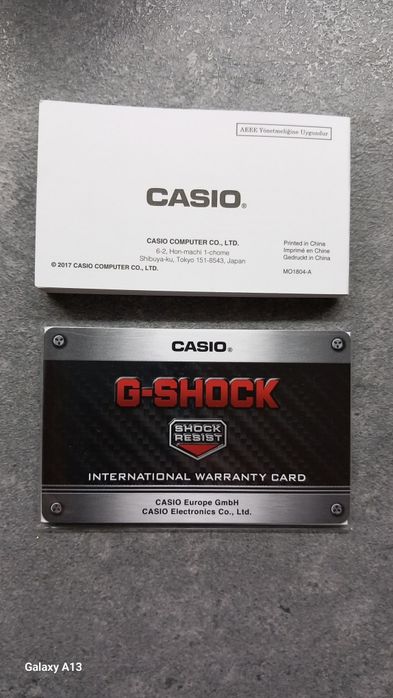 AEEE Yönetmeliğine Uygundur
CASIO®
CASIO COMPUTER CO., LTD.
6-2, Hon-machi 1-chome
Shibuya-ku, Tokyo 151-8543, Japan
© 2017 CASIO COMPUTER CO., LTD.
Printed in China
Imprimé en Chine
Gedruckt in China
MO1804-A
CASIO®
G-SHOCK
SHOCK
RESIST
INTERNATIONAL WARRANTY CARD
CASIO Europe GmbH
CASIO Electronics Co., Ltd.
Galaxy A13